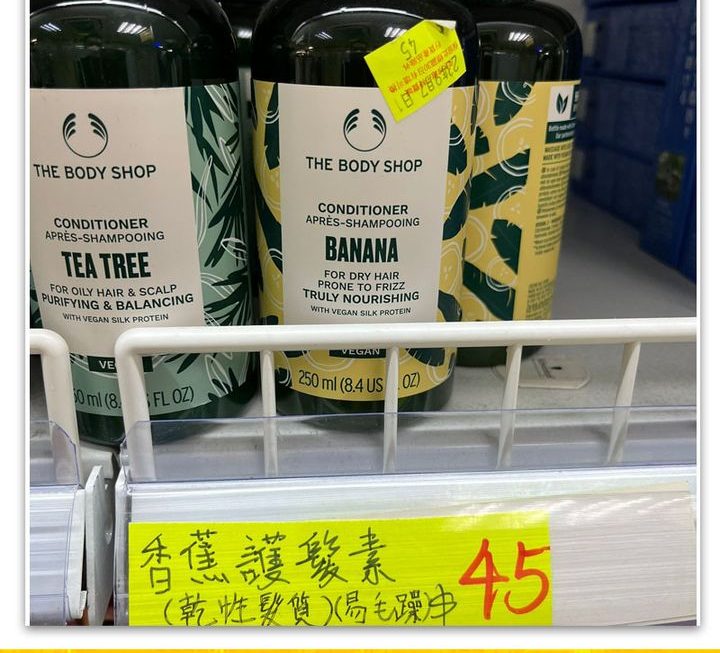 THE BODY SHOP
CONDITIONER
APRÈS-SHAMPOOING
TEA TREE
FOR OILY HAIR & SCALP
PURIFYING & BALANCING
WITH VEGAN SILK PROTEIN
FL OZ)
45
THE BODY SHOP
CONDITIONER
APRÈS-SHAMPOOING
BANANA
FOR DRY HAIR
PRONE TO FRIZZ
TRULY NOURISHING
WITH VEGAN SILK PROTEIN
VEGAN
250 ml (8.4 US OZ)
香蕉護髮素
(乾性髮質)(易毛躁)
45